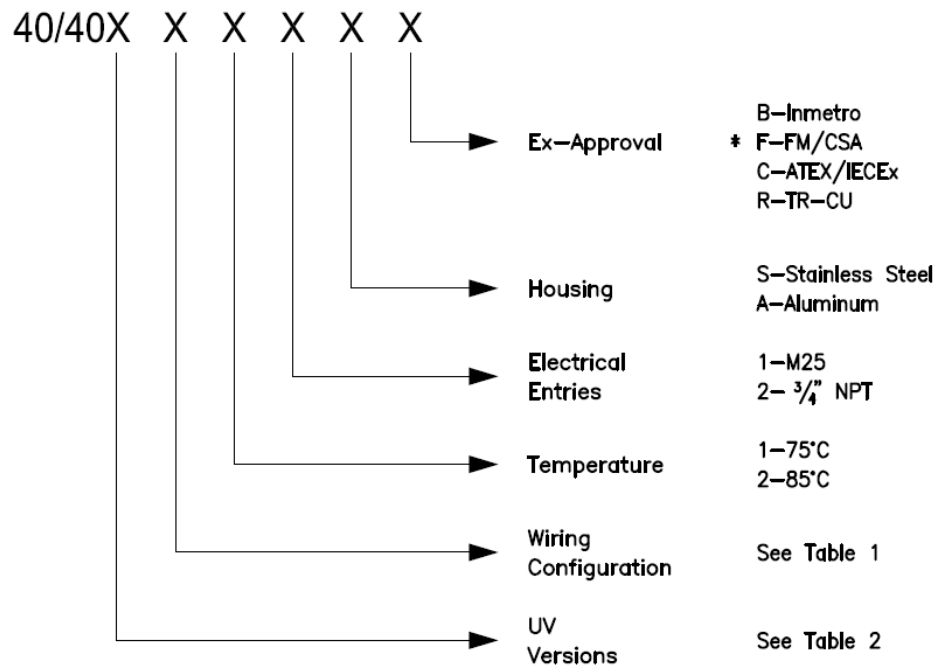 40/40X X X X X X
Ex-Approval
B-Inmetro
* F-FM/CSA
C-ATEX/IECEx
R-TR-CU
Housing
S-Stainless Steel
A-Aluminum
Electrical
Entries
1-M25
2- 3/4" NPT
Temperature
1-75°C
2-85°C
Wiring
Configuration
See Table 1
UV
Versions
See Table 2